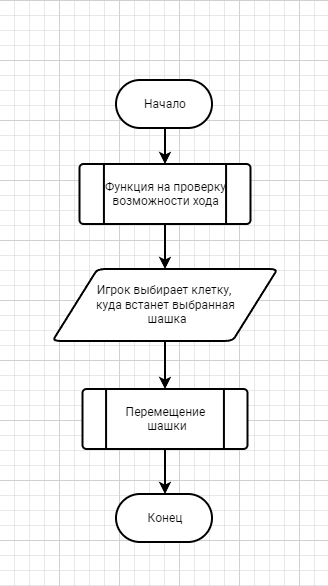 Начало
Функция на проверку
возможности хода
Игрок выбирает клетку,
куда встанет выбранная
шашка
Перемещение
шашки
Конец